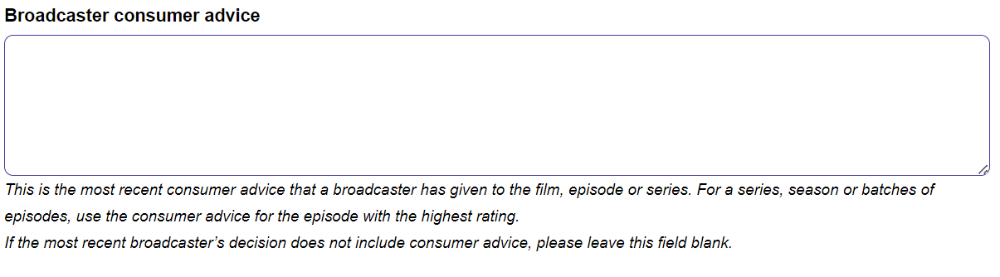 Broadcaster consumer advice
This is the most recent consumer advice that a broadcaster has given to the film, episode or series. For a series, season or batches of
episodes, use the consumer advice for the episode with the highest rating.
If the most recent broadcaster’s decision does not include consumer advice, please leave this field blank.